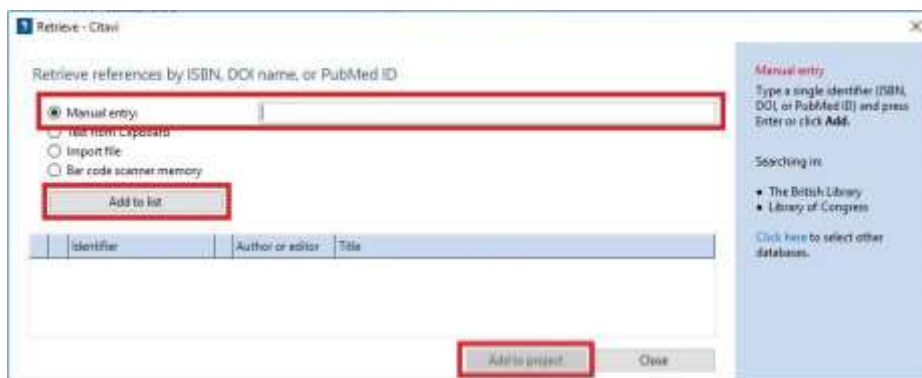 Retrieve - Citavi
Retrieve references by ISBN, DOI name, or PubMed ID
Manual entry:
Text from Clipboard
Import file
Bar code scanner memory
Add to list
Identifier Author or editor Title
Add to project Close
Manual entry
Type a single identifier (ISBN,
DOI, or PubMed ID) and press
Enter or click Add.
Searching in:
• The British Library
• Library of Congress
Click here to select other
databases.